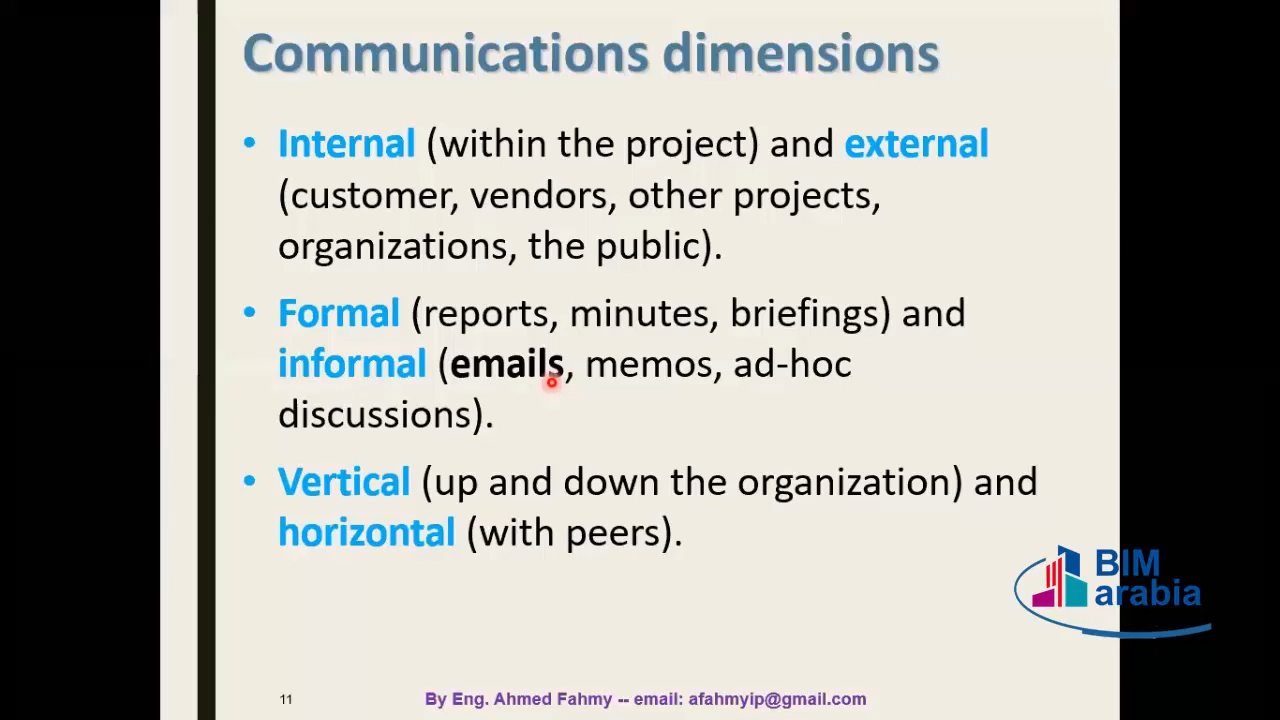 Communications dimensions
• Internal (within the project) and external
(customer, vendors, other projects,
organizations, the public).
• Formal (reports, minutes, briefings) and
informal (emails, memos, ad-hoc
discussions).
• Vertical (up and down the organization) and
horizontal (with peers).
BIM
arabia
11
By Eng. Ahmed Fahmy -- email: afahmyip@gmail.com